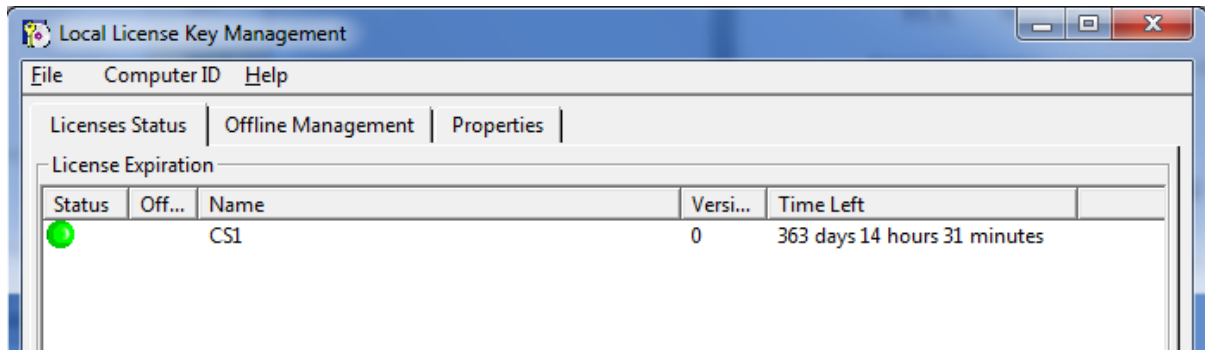 Local License Key Management
File Computer ID Help
Licenses Status Offline Management Properties
License Expiration
Status Off... Name Versi... Time Left
CS1 0 363 days 14 hours 31 minutes